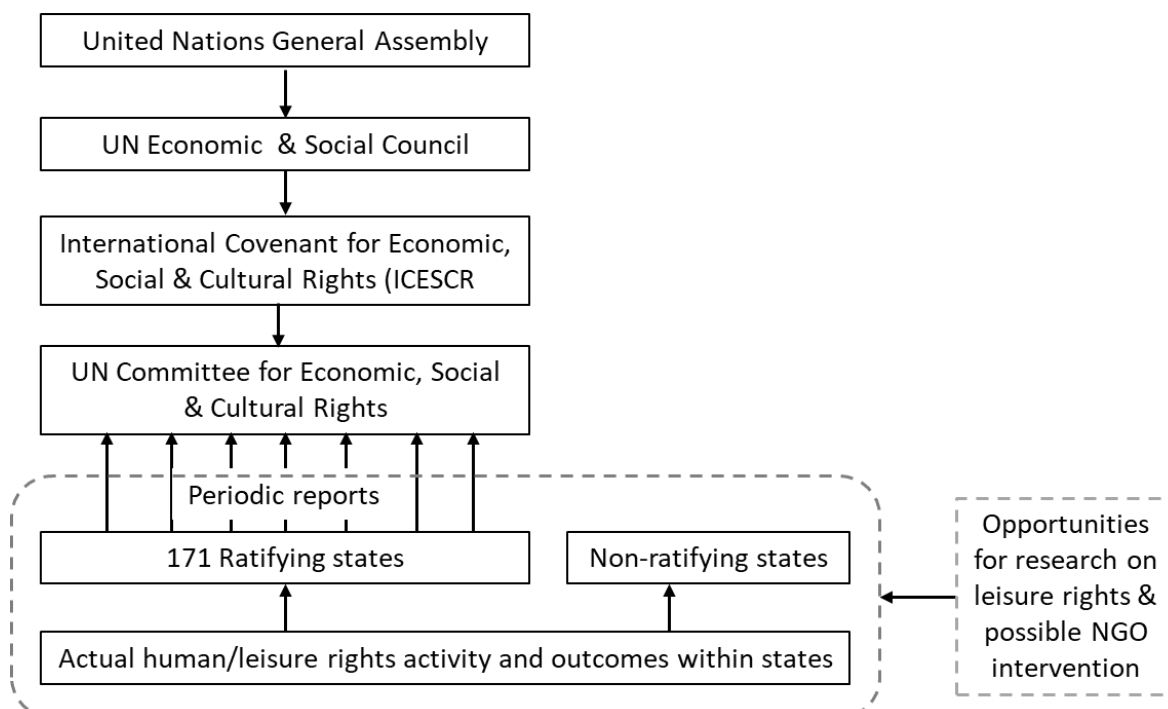 United Nations General Assembly
UN Economic & Social Council
International Covenant for Economic,
Social & Cultural Rights (ICESCR
UN Committee for Economic, Social
& Cultural Rights
Periodic reports
171 Ratifying states
Non-ratifying states
Actual human/leisure rights activity and outcomes within states
Opportunities
for research on
leisure rights &
possible NGO
intervention